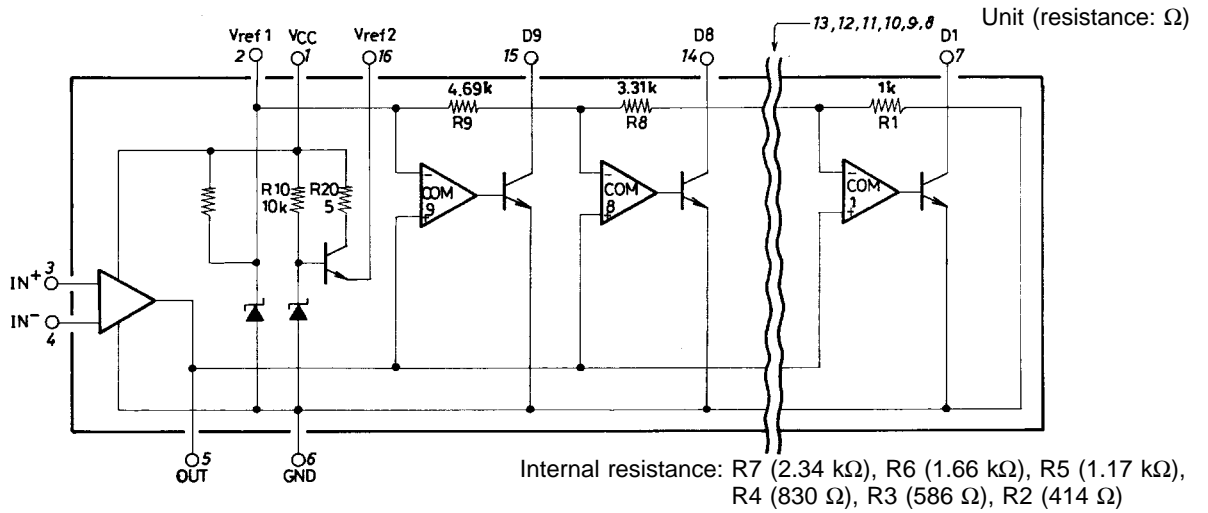 13,12,11,10,9,8
Unit (resistance: Ω)
Vref 1
VCC
Vref2
D9
D8
D1
2
1
16
15
14
7
4.69k
3.31k
1k
R9
R8
R1
R10
10k
R20
5
−
COM
9
+
−
COM
8
+
−
COM
1
+
IN+
3
IN−
4
5
OUT
6
GND
Internal resistance: R7 (2.34 kΩ), R6 (1.66 kΩ), R5 (1.17 kΩ),
R4 (830 Ω), R3 (586 Ω), R2 (414 Ω)